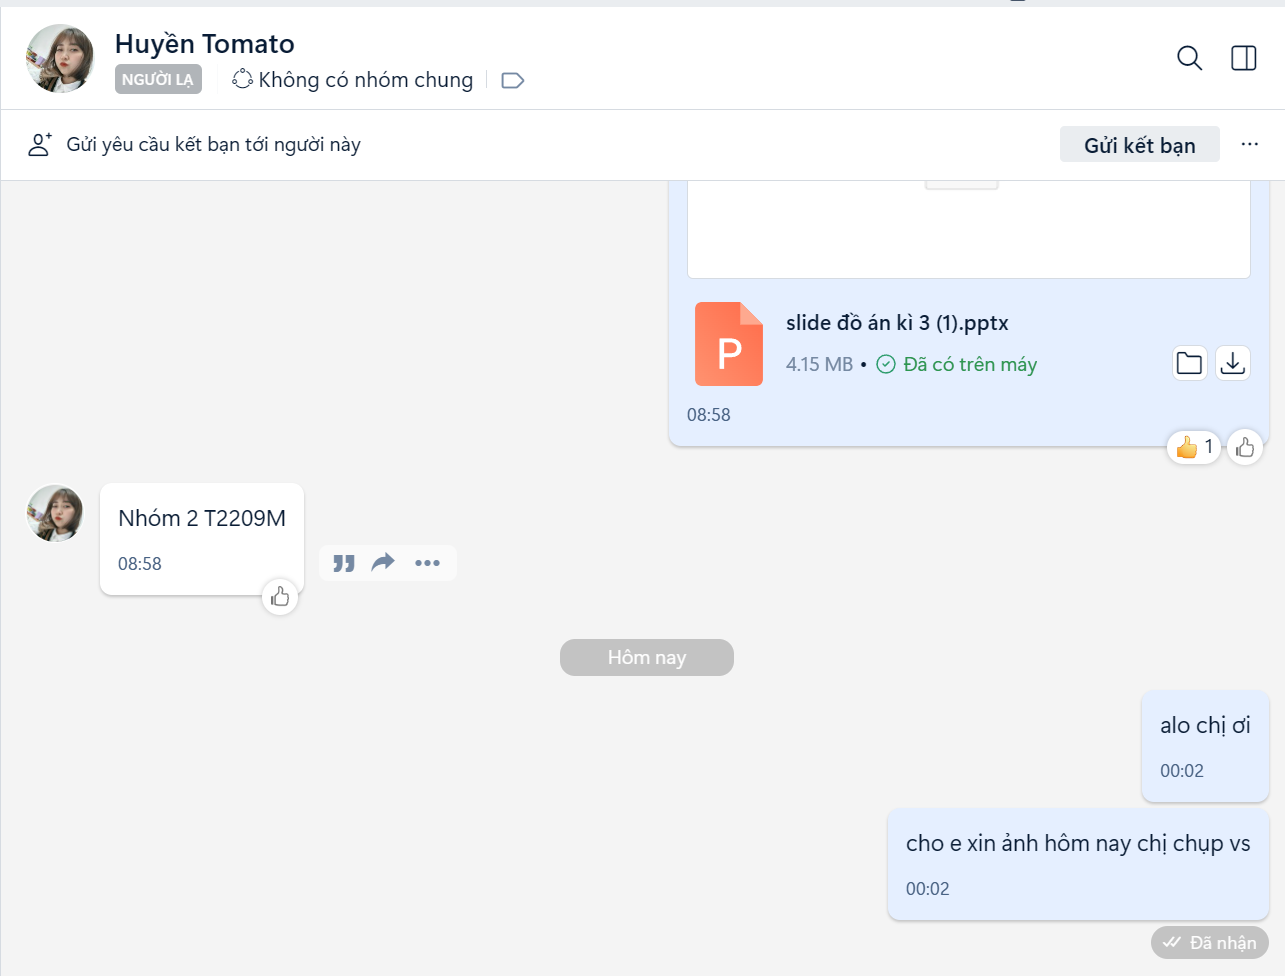 Huyền Tomato
NGƯỜI LẠ
Không có nhóm chung
Gửi yêu cầu kết bạn tới người này
Gửi kết bạn
P
slide đồ án kì 3 (1).pptx
4.15 MB • Đã có trên máy
08:58
1
Nhóm 2 T2209M
08:58
Hôm nay
alo chị ơi
00:02
cho e xin ảnh hôm nay chị chụp vs
00:02
Đã nhận